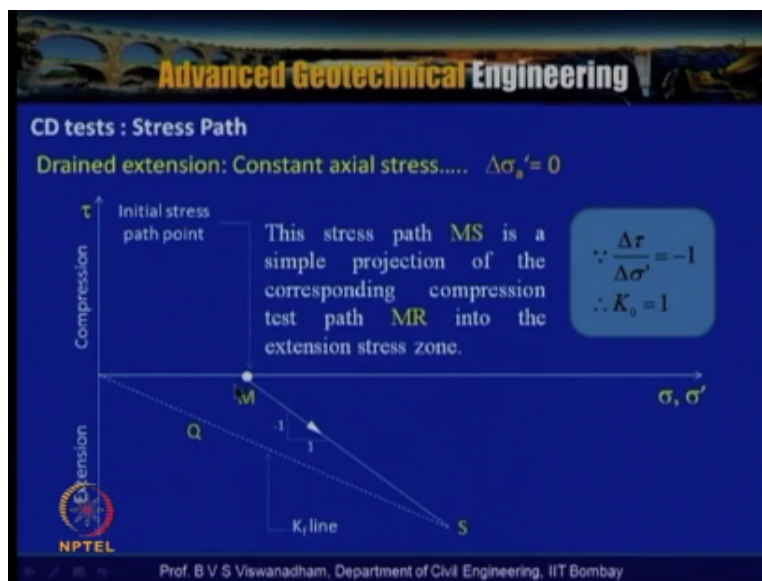 Advanced Geotechnical Engineering
CD tests : Stress Path
Drained extension: Constant axial stress..... Δσₐ'= 0
τ
Compression
Initial stress
path point
This stress path MS is a
simple projection of the
corresponding compression
test path MR into the
extension stress zone.
∵ Δτ/Δσ' = -1
∴ K₀ = 1
M
σ, σ'
Extension
Q
-1
1
K_f line
S
NPTEL
Prof. B V S Viswanadham, Department of Civil Engineering, IIT Bombay